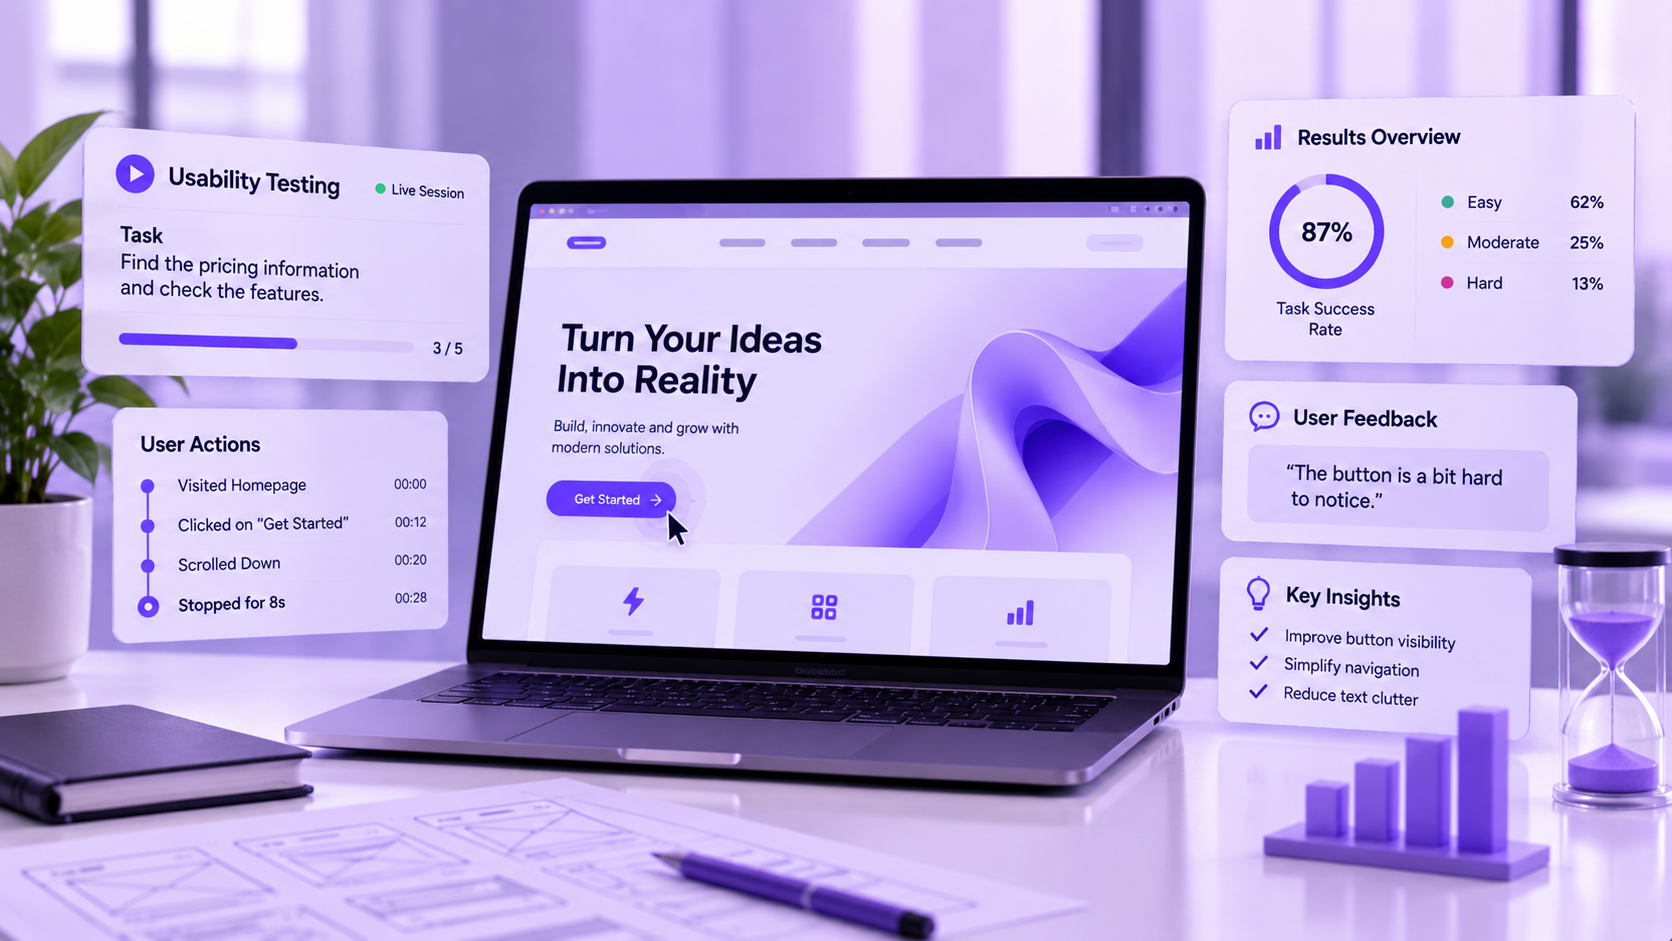 Usability Testing
Live Session
Task
Find the pricing information
and check the features.
3 / 5
User Actions
Visited Homepage 00:00
Clicked on "Get Started" 00:12
Scrolled Down 00:20
Stopped for 8s 00:28
Turn Your Ideas
Into Reality
Build, innovate and grow with
modern solutions.
Get Started
Results Overview
87%
Task Success
Rate
Easy 62%
Moderate 25%
Hard 13%
User Feedback
“The button is a bit hard
to notice.”
Key Insights
Improve button visibility
Simplify navigation
Reduce text clutter